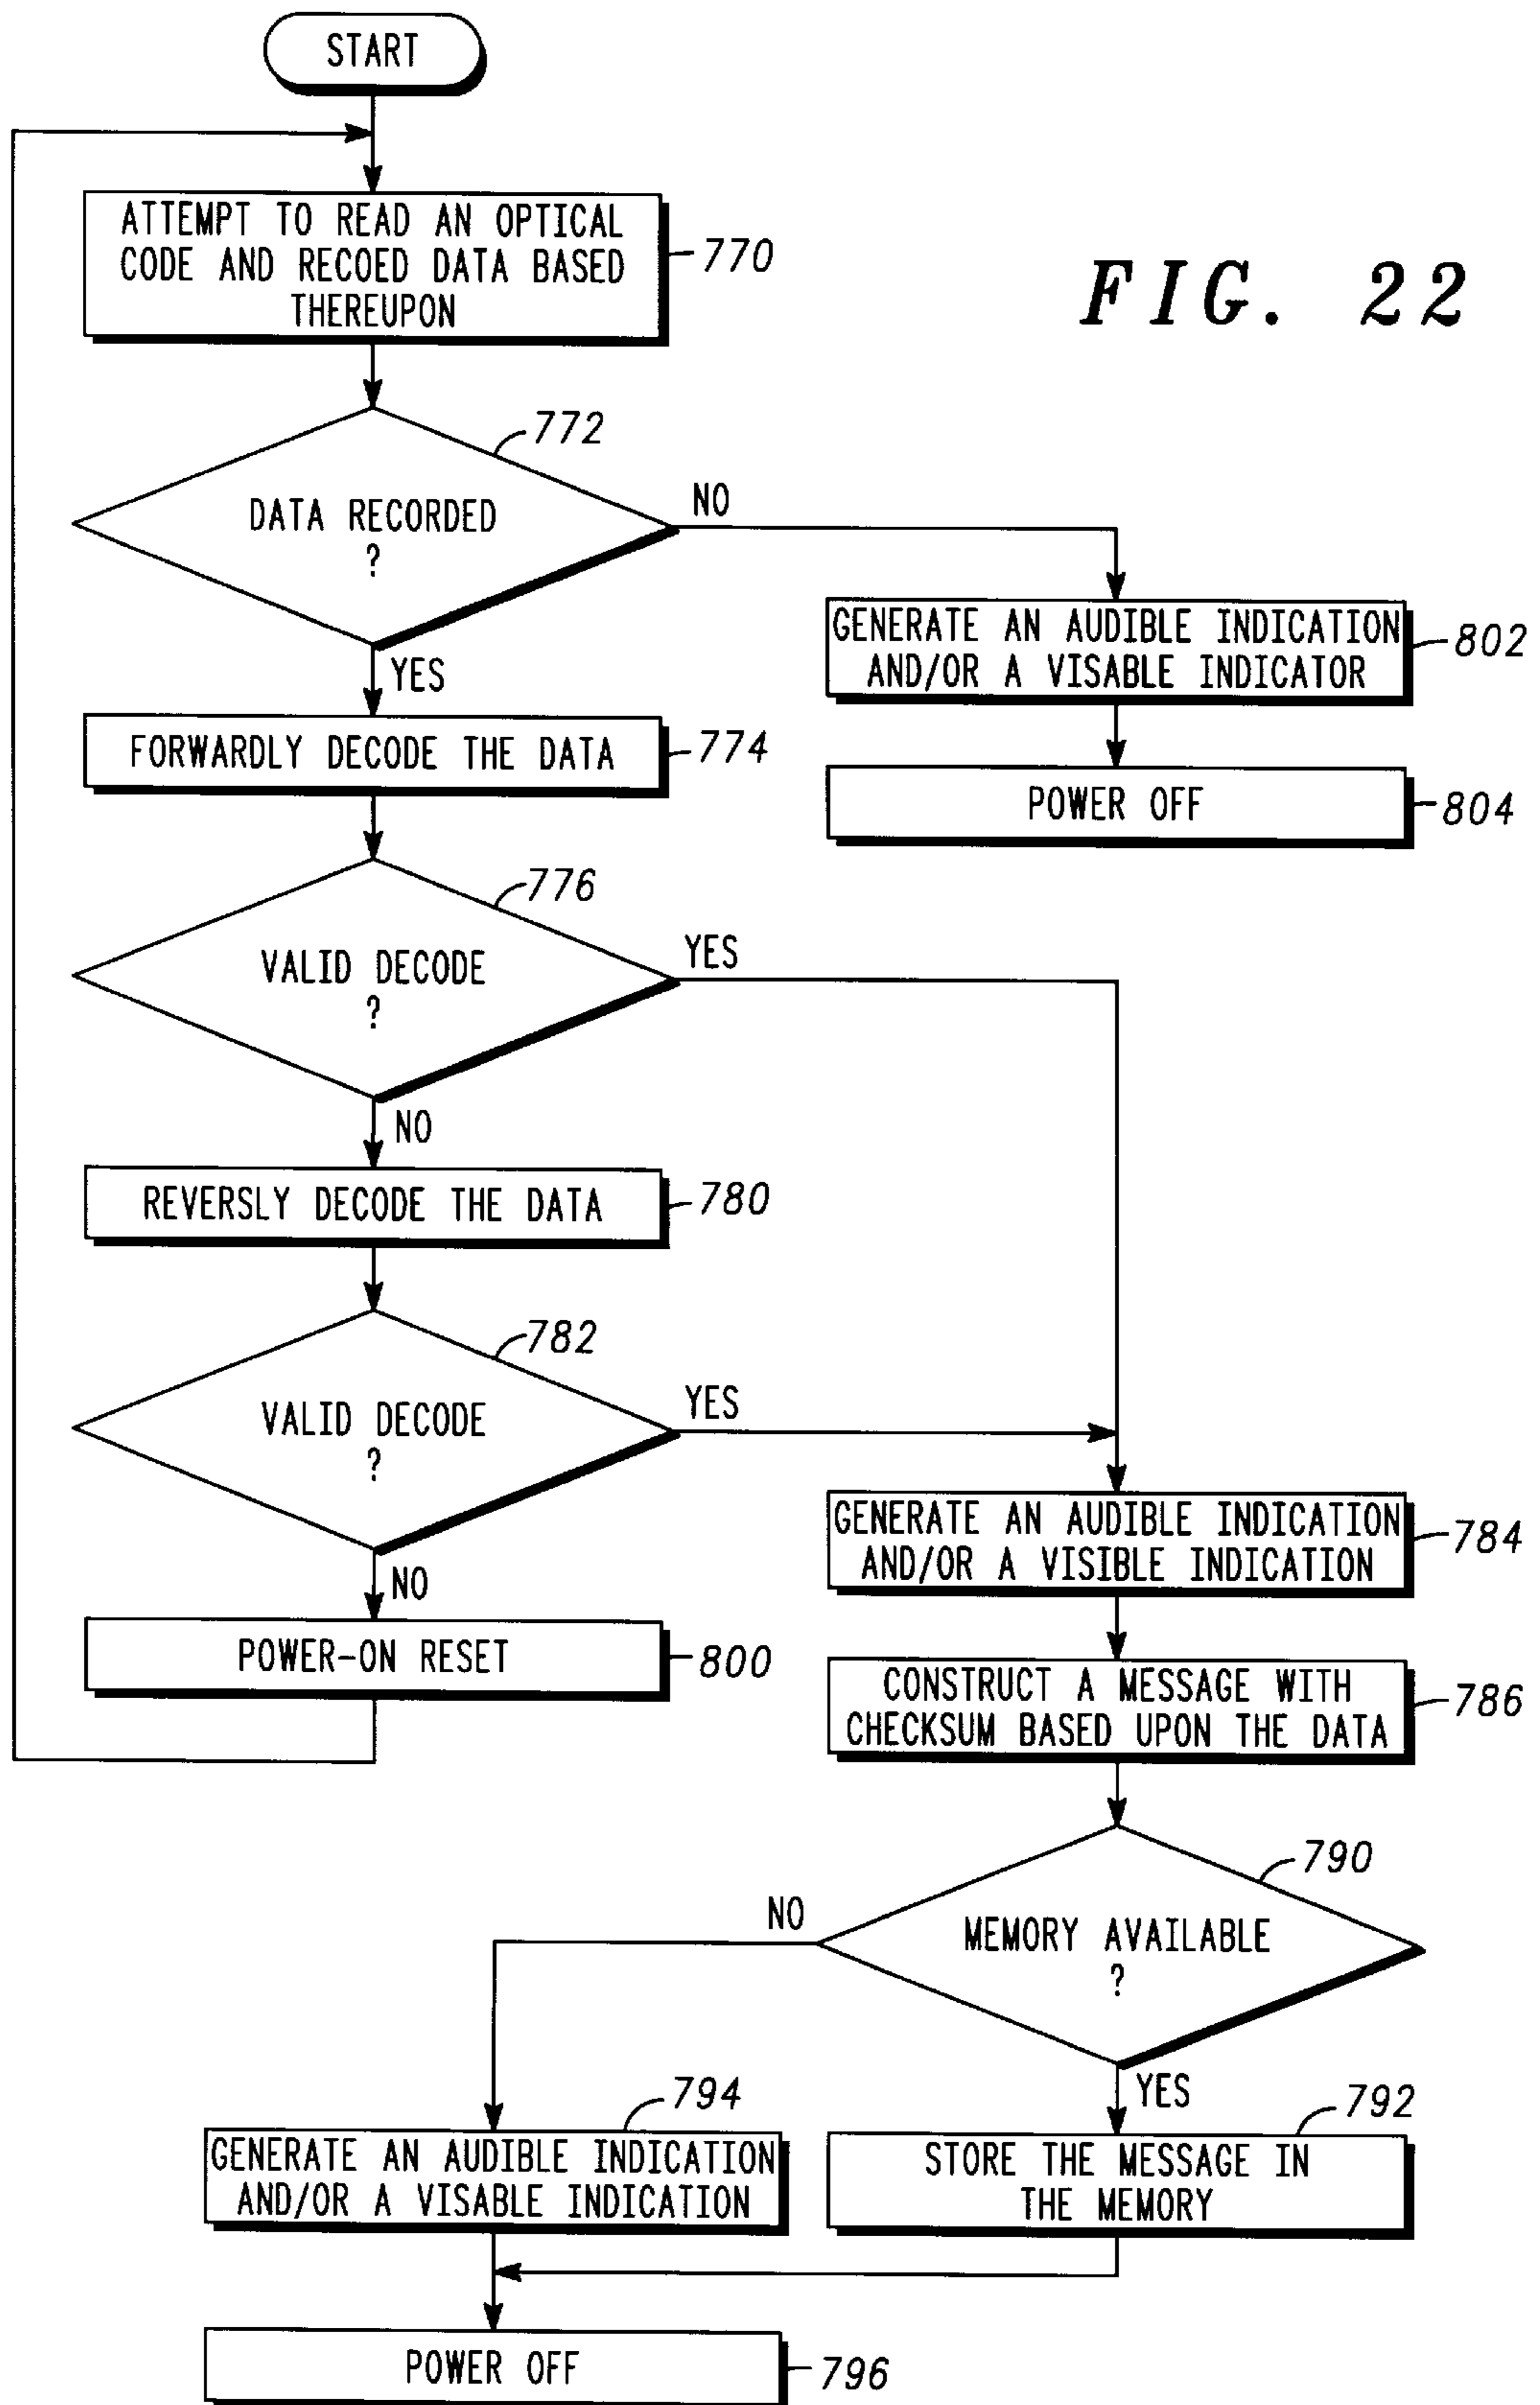 START
ATTEMPT TO READ AN OPTICAL
CODE AND RECOED DATA BASED
THEREUPON
770
FIG. 22
772
DATA RECORDED
?
NO
YES
GENERATE AN AUDIBLE INDICATION
AND/OR A VISABLE INDICATOR
802
FORWARDLY DECODE THE DATA
774
POWER OFF
804
776
VALID DECODE
?
YES
NO
REVERSLY DECODE THE DATA
780
782
VALID DECODE
?
YES
NO
GENERATE AN AUDIBLE INDICATION
AND/OR A VISIBLE INDICATION
784
POWER-ON RESET
800
CONSTRUCT A MESSAGE WITH
CHECKSUM BASED UPON THE DATA
786
790
MEMORY AVAILABLE
?
NO
YES
794
GENERATE AN AUDIBLE INDICATION
AND/OR A VISABLE INDICATION
792
STORE THE MESSAGE IN
THE MEMORY
POWER OFF
796